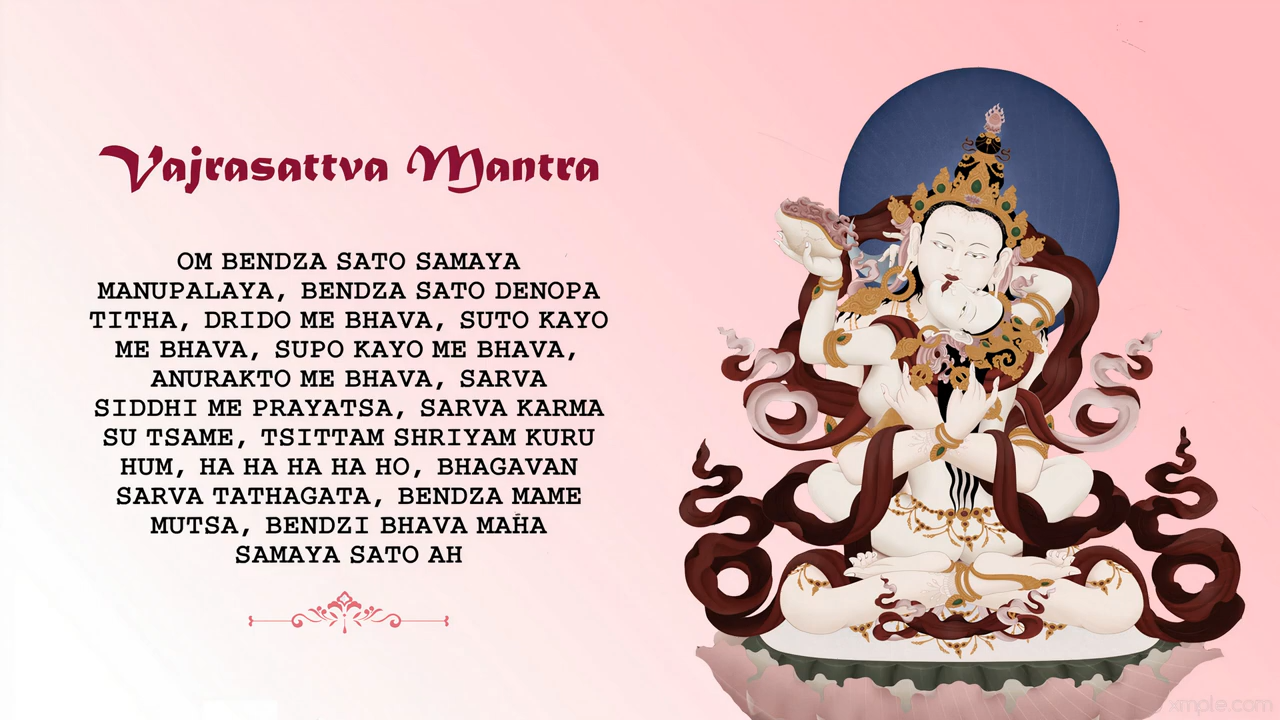 Vajrasattva Mantra
OM BENDZA SATO SAMAYA
MANUPALAYA, BENDZA SATO DENOPA
TITHA, DRIDO ME BHAVA, SUTO KAYO
ME BHAVA, SUPO KAYO ME BHAVA,
ANURAKTO ME BHAVA, SARVA
SIDDHI ME PRAYATSA, SARVA KARMA
SU TSAME, TSITTAM SHRIYAM KURU
HUM, HA HA HA HA HO, BHAGAVAN
SARVA TATHAGATA, BENDZA MAME
MUTSA, BENDZI BHAVA MAHA
SAMAYA SATO AH